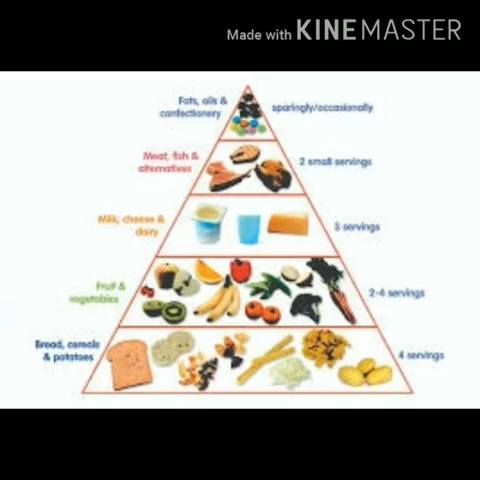 Made with KINEMASTER
Fats, oils &
confectionery
sparingly/occasionally
Meat, fish &
alternatives
2 small servings
Milk, cheese &
dairy
3 servings
Fruit &
vegetables
2-4 servings
Bread, cereals
& potatoes
4 servings